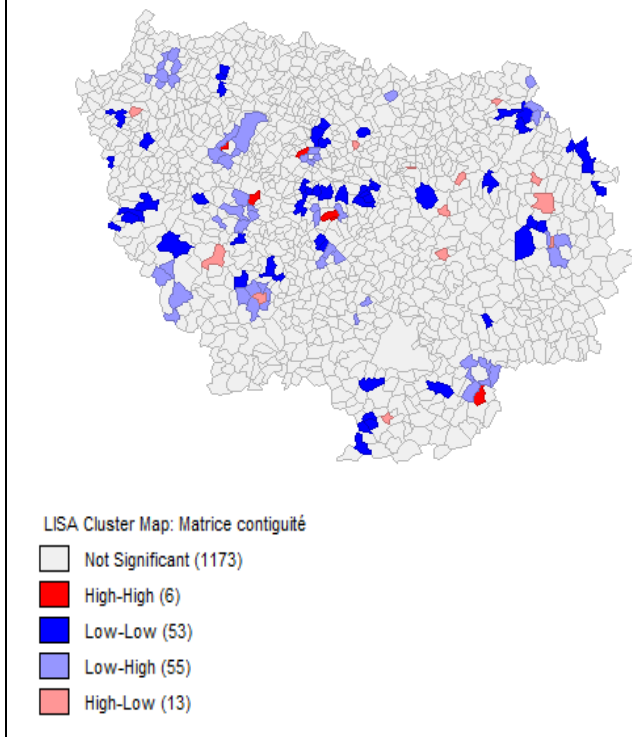 LISA Cluster Map: Matrice contiguité
Not Significant (1173)
High-High (6)
Low-Low (53)
Low-High (55)
High-Low (13)